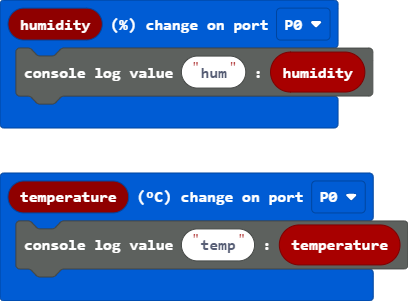 humidity (%) change on port P0
console log value "hum" : humidity
temperature (ºC) change on port P0
console log value "temp" : temperature